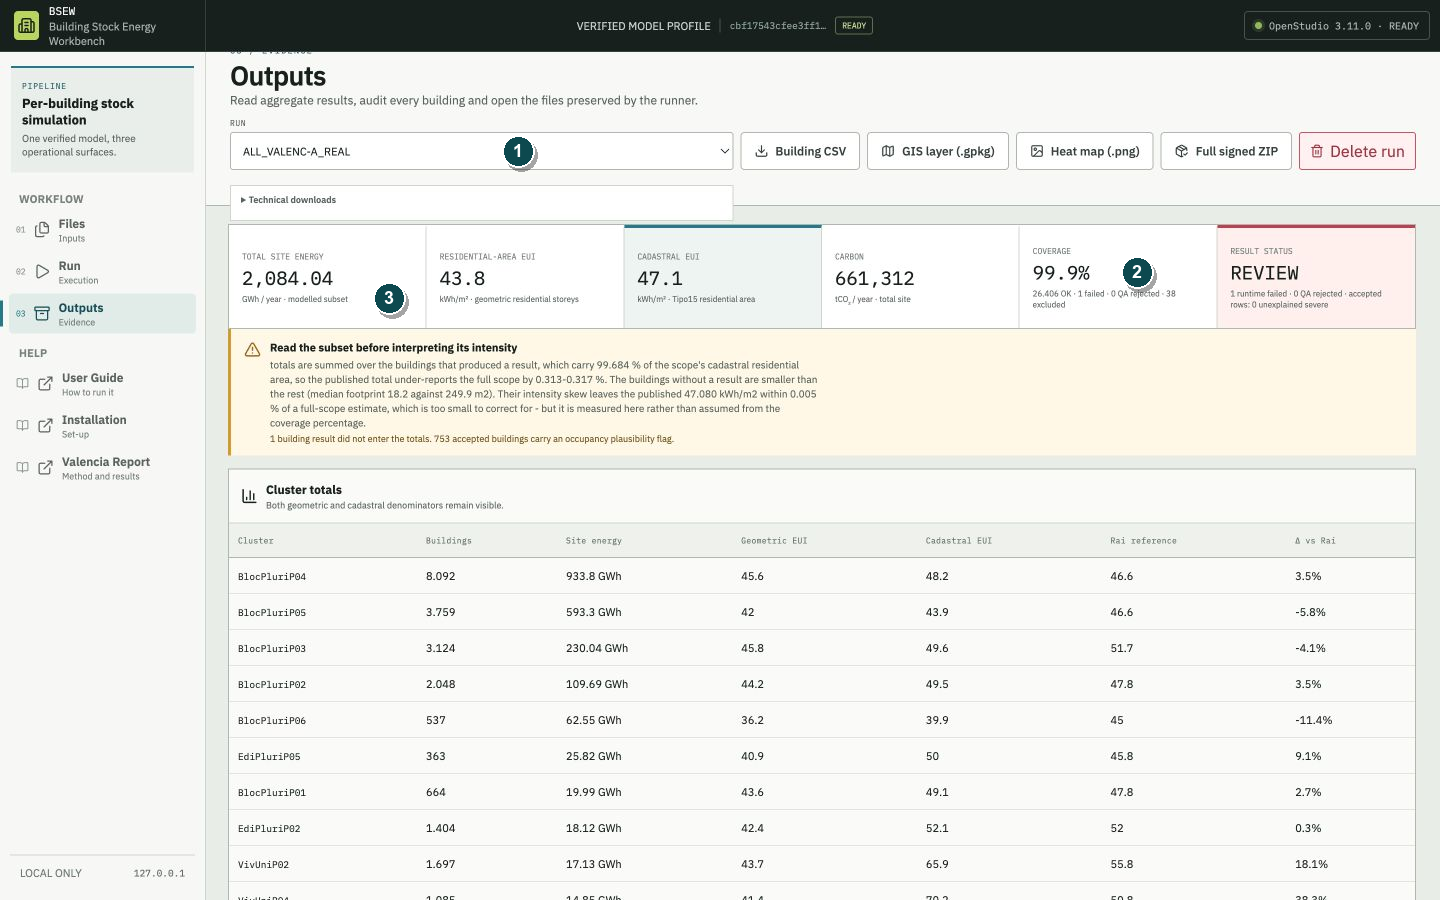 BSEW
Building Stock Energy
Workbench
VERIFIED MODEL PROFILE
cbf17543cfee3ff1…
READY
OpenStudio 3.11.0 · READY
PIPELINE
Per-building stock
simulation
One verified model, three
operational surfaces.
WORKFLOW
01 Files
Inputs
02 Run
Execution
03 Outputs
Evidence
HELP
User Guide
How to run it
Installation
Set-up
Valencia Report
Method and results
LOCAL ONLY 127.0.0.1
Outputs
Read aggregate results, audit every building and open the files preserved by the runner.
RUN
ALL_VALENC-A_REAL
1
Building CSV
GIS layer (.gpkg)
Heat map (.png)
Full signed ZIP
Delete run
Technical downloads
TOTAL SITE ENERGY
2,084.04
GWh / year · modelled subset
3
RESIDENTIAL-AREA EUI
43.8
kWh/m² · geometric residential storeys
CADASTRAL EUI
47.1
kWh/m² · Tipo15 residential area
CARBON
661,312
tCO₂ / year · total site
COVERAGE
99.9%
2
26.406 OK · 1 failed · 0 QA rejected · 38
excluded
RESULT STATUS
REVIEW
1 runtime failed · 0 QA rejected · accepted
rows: 0 unexplained severe
Read the subset before interpreting its intensity
totals are summed over the buildings that produced a result, which carry 99.684 % of the scope's cadastral residential
area, so the published total under-reports the full scope by 0.313-0.317 %. The buildings without a result are smaller than
the rest (median footprint 18.2 against 249.9 m2). Their intensity skew leaves the published 47.080 kWh/m2 within 0.005
% of a full-scope estimate, which is too small to correct for - but it is measured here rather than assumed from the
coverage percentage.
1 building result did not enter the totals. 753 accepted buildings carry an occupancy plausibility flag.
Cluster totals
Both geometric and cadastral denominators remain visible.
Cluster Buildings Site energy Geometric EUI Cadastral EUI Rai reference Δ vs Rai
BlocPluriP04 8.092 933.8 GWh 45.6 48.2 46.6 3.5%
BlocPluriP05 3.759 593.3 GWh 42 43.9 46.6 -5.8%
BlocPluriP03 3.124 230.04 GWh 45.8 49.6 51.7 -4.1%
BlocPluriP02 2.048 109.69 GWh 44.2 49.5 47.8 3.5%
BlocPluriP06 537 62.55 GWh 36.2 39.9 45 -11.4%
EdiPluriP05 363 25.82 GWh 40.9 50 45.8 9.1%
BlocPluriP01 664 19.99 GWh 43.6 49.1 47.8 2.7%
EdiPluriP02 1.404 18.12 GWh 42.4 52.1 52 0.3%
VivUniP02 1.697 17.13 GWh 43.7 65.9 55.8 18.1%